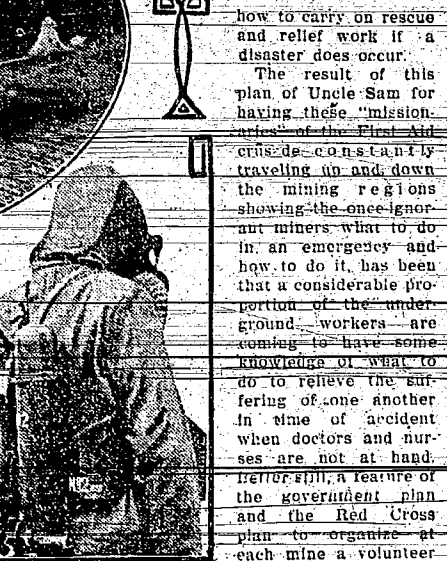 how to carry on rescue
and relief work if a
disaster does occur.
The result of this
plan of Uncle Sam for
having these "mission-
aries" of the First Aid
crusade constantly
traveling up and down
the mining regions
showing the once ignor-
ant miners what to do
in an emergency and
how to do it, has been
that a considerable pro-
portion of the under-
ground workers are
coming to have some
knowledge of what to
do to relieve the suf-
fering of one another
in time of accident
when doctors and nur-
ses are not at hand.
Better still, a feature of
the government plan
and the Red Cross
plan to organize at
each mine a volunteer